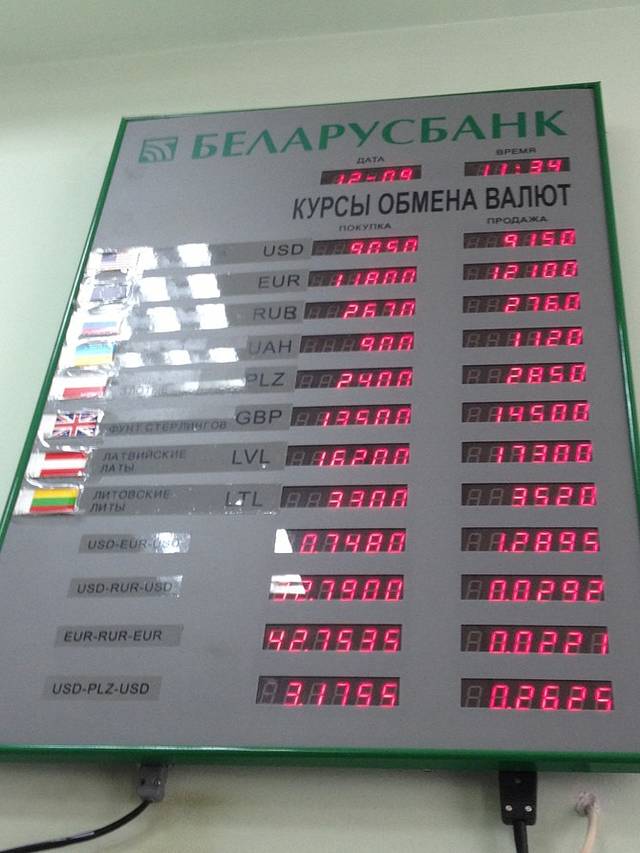 БЕЛАРУСБАНК
ДАТА ВРЕМЯ
12-09 11:34
КУРСЫ ОБМЕНА ВАЛЮТ
ПОКУПКА ПРОДАЖА
USD 9050 9150
EUR 11800 12100
RUB 267.0 276.0
UAH 900 1120
PLZ 2400 2850
ФУНТ СТЕРЛИНГОВ GBP 13500 14500
ЛАТВИЙСКИЕ ЛАТЫ LVL 16200 17300
ЛИТОВСКИЕ ЛИТЫ LTL 3300 3520
USD-EUR-USD 0.7480 1.2895
USD-RUR-USD 2.7900 0.0292
EUR-RUR-EUR 42.7535 0.0221
USD-PLZ-USD 3.1755 0.2625